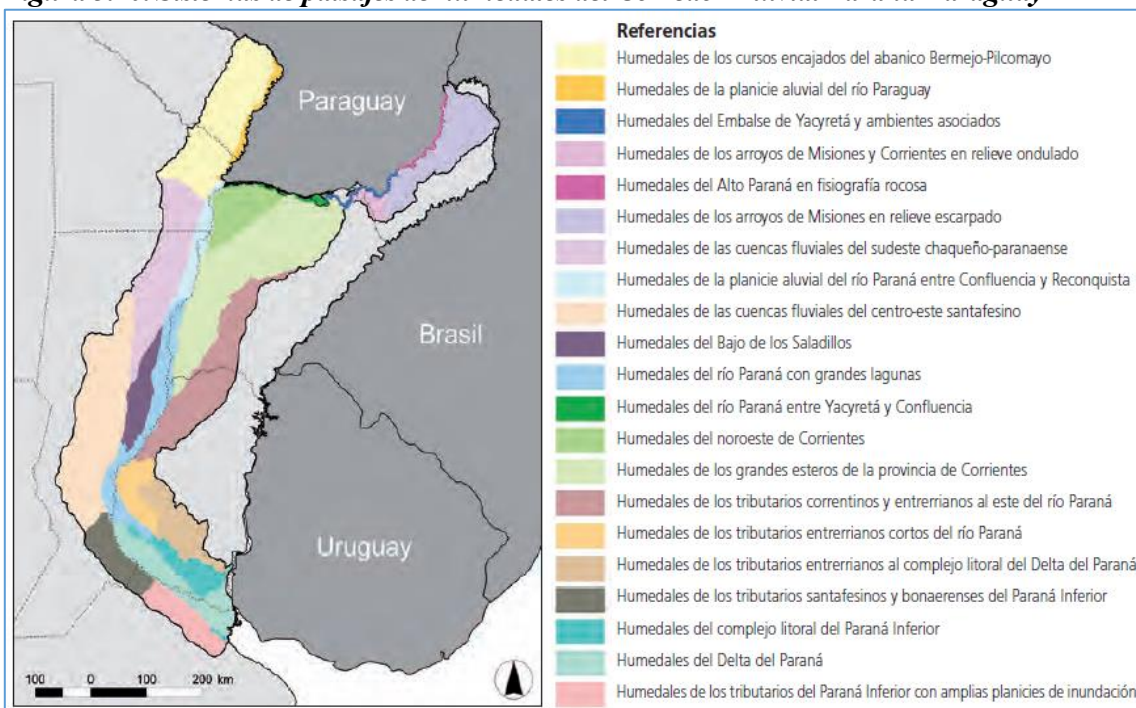 Figura Sistemas de paisajes de humedales del Corredor Fluvial
Paraguay
Brasil
Uruguay
100 0 100 200 km
Referencias
Humedales de los cursos encajados del abanico Bermejo-Pilcomayo
Humedales de la planicie aluvial del río Paraguay
Humedales del Embalse de Yacyretá y ambientes asociados
Humedales de los arroyos de Misiones y Corrientes en relieve ondulado
Humedales del Alto Paraná en fisiografía rocosa
Humedales de los arroyos de Misiones en relieve escarpado
Humedales de las cuencas fluviales del sudeste chaqueño-paranaense
Humedales de la planicie aluvial del río Paraná entre Confluencia y Reconquista
Humedales de las cuencas fluviales del centro-este santafesino
Humedales del Bajo de los Saladillos
Humedales del río Paraná con grandes lagunas
Humedales del río Paraná entre Yacyretá y Confluencia
Humedales del noroeste de Corrientes
Humedales de los grandes esteros de la provincia de Corrientes
Humedales de los tributarios correntinos y entrerrianos al este del río Paraná
Humedales de los tributarios entrerrianos cortos del río Paraná
Humedales de los tributarios entrerrianos al complejo litoral del Delta del Paraná
Humedales de los tributarios santafesinos y bonaerenses del Paraná Inferior
Humedales del complejo litoral del Paraná Inferior
Humedales del Delta del Paraná
Humedales de los tributarios del Paraná Inferior con amplias planicies de inundación